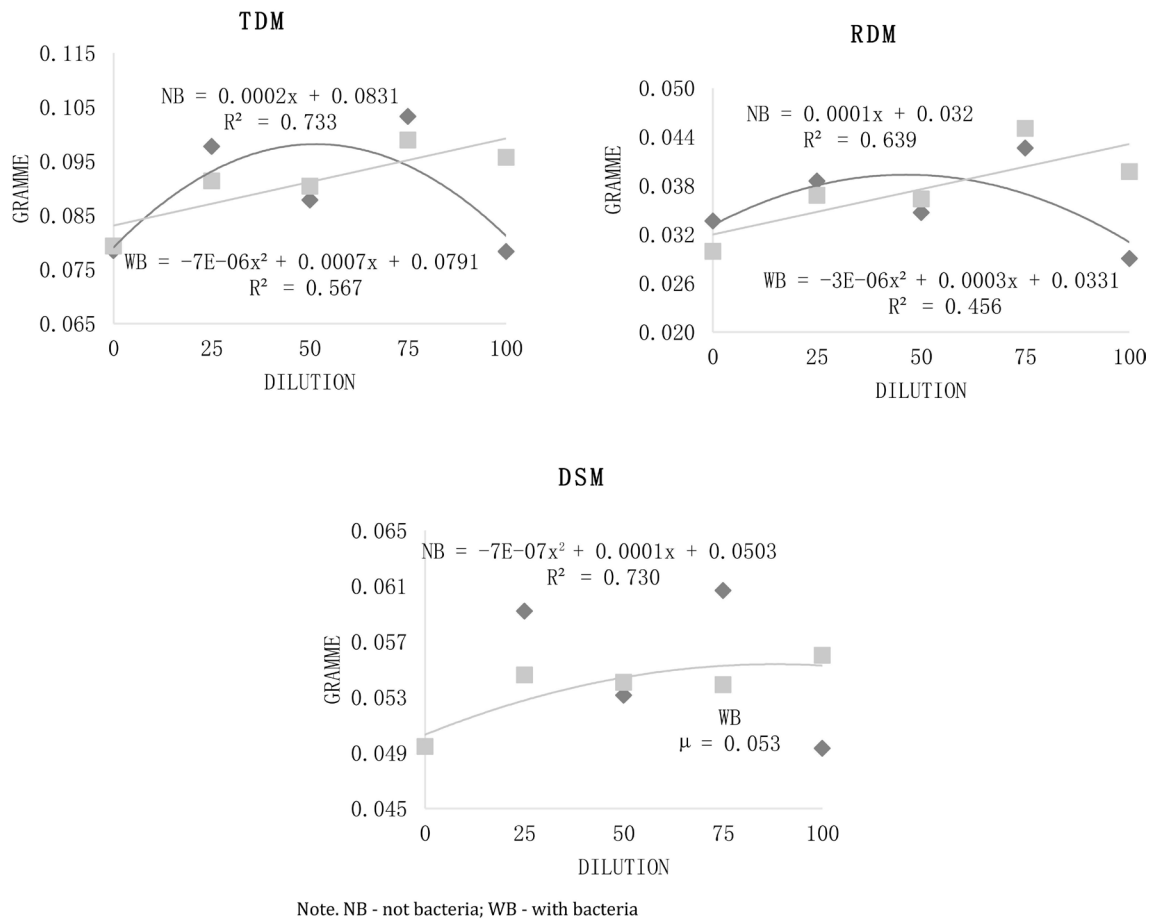 TDM
0.115
0.105
0.095
0.085
0.075
0.065
GRAMME
NB = 0.0002x + 0.0831
R² = 0.733
WB = -7E-06x² + 0.0007x + 0.0791
R² = 0.567
0 25 50 75 100
DILUTION
RDM
0.050
0.044
0.038
0.032
0.026
0.020
GRAMME
NB = 0.0001x + 0.032
R² = 0.639
WB = -3E-06x² + 0.0003x + 0.0331
R² = 0.456
0 25 50 75 100
DILUTION
DSM
0.065
0.061
0.057
0.053
0.049
0.045
GRAMME
NB = -7E-07x² + 0.0001x + 0.0503
R² = 0.730
WB
μ = 0.053
0 25 50 75 100
DILUTION
Note. NB - not bacteria; WB - with bacteria